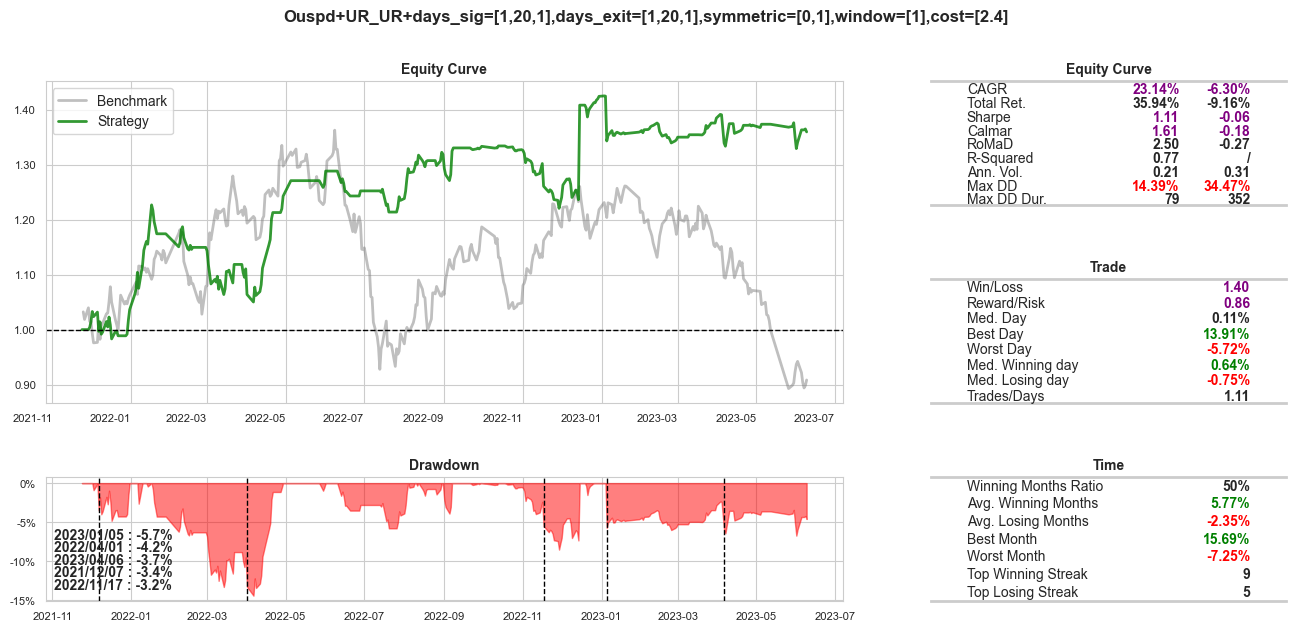 Ouspd+UR_UR+days_sig=[1,20,1],days_exit=[1,20,1],symmetric=[0,1],window=[1],cost=[2.4]
Equity Curve
Benchmark
Strategy
1.40
1.30
1.20
1.10
1.00
0.90
2021-11 2022-01 2022-03 2022-05 2022-07 2022-09 2022-11 2023-01 2023-03 2023-05 2023-07
Equity Curve
CAGR 23.14% -6.30%
Total Ret. 35.94% -9.16%
Sharpe 1.11 -0.06
Calmar 1.61 -0.18
RoMaD 2.50 -0.27
R-Squared 0.77 /
Ann. Vol. 0.21 0.31
Max DD 14.39% 34.47%
Max DD Dur. 79 352
Trade
Win/Loss 1.40
Reward/Risk 0.86
Med. Day 0.11%
Best Day 13.91%
Worst Day -5.72%
Med. Winning day 0.64%
Med. Losing day -0.75%
Trades/Days 1.11
Drawdown
0%
-5%
-10%
-15%
2023/01/05 : -5.7%
2022/04/01 : -4.2%
2023/04/06 : -3.7%
2021/12/07 : -3.4%
2022/11/17 : -3.2%
2021-11 2022-01 2022-03 2022-05 2022-07 2022-09 2022-11 2023-01 2023-03 2023-05 2023-07
Time
Winning Months Ratio 50%
Avg. Winning Months 5.77%
Avg. Losing Months -2.35%
Best Month 15.69%
Worst Month -7.25%
Top Winning Streak 9
Top Losing Streak 5